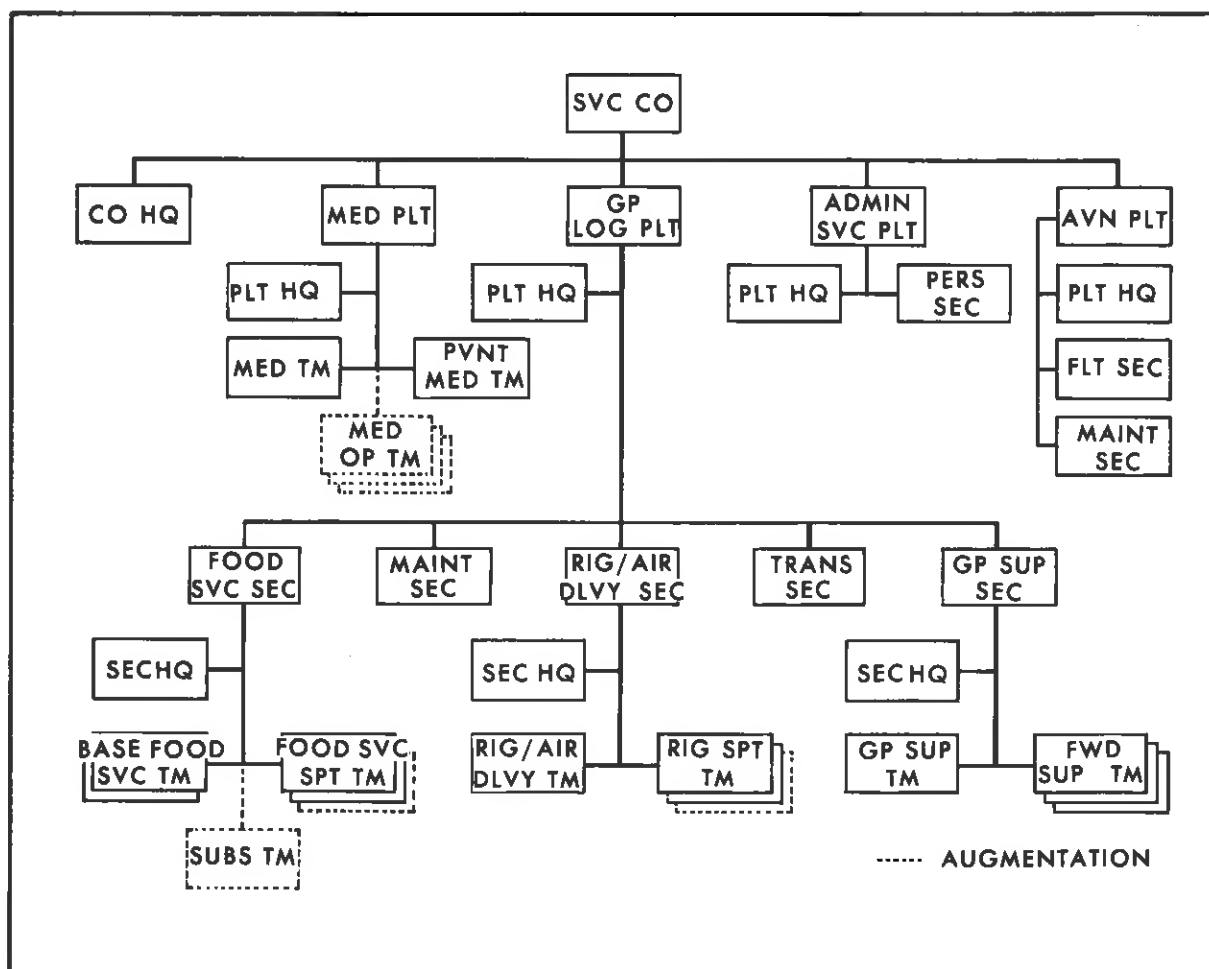 SVC CO
CO HQ
MED PLT
GP
LOG PLT
ADMIN
SVC PLT
AVN PLT
PLT HQ
PLT HQ
PLT HQ
PERS
SEC
PLT HQ
MED TM
PVNT
MED TM
FLT SEC
MED
OP TM
MAINT
SEC
FOOD
SVC SEC
MAINT
SEC
RIG/AIR
DLVY SEC
TRANS
SEC
GP SUP
SEC
SEC HQ
SEC HQ
SEC HQ
BASE FOOD
SVC TM
FOOD SVC
SPT TM
RIG/AIR
DLVY TM
RIG SPT
TM
GP SUP
TM
FWD
SUP TM
SUBS TM
AUGMENTATION